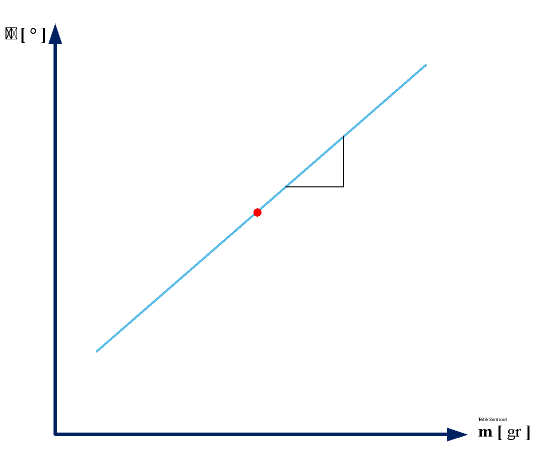 [ ° ]
m [ gr ]